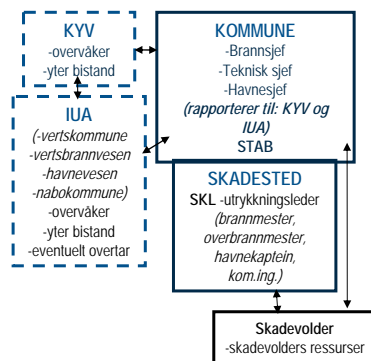 KYV
-overvåker
-yter bistand
IUA
(-vertskommune
-vertsbrannvesen
-havnevesen
-nabokommune)
-overvåker
-yter bistand
-eventuelt overtar
KOMMUNE
-Brannsjef
-Teknisk sjef
-Havnesjef
(rapporterer til: KYV og
IUA)
STAB
SKADESTED
SKL -utrykningsleder
(brannmester,
overbrannmester,
havnekaptein,
kom.ing.)
Skadevolder
-skadevolders ressurser